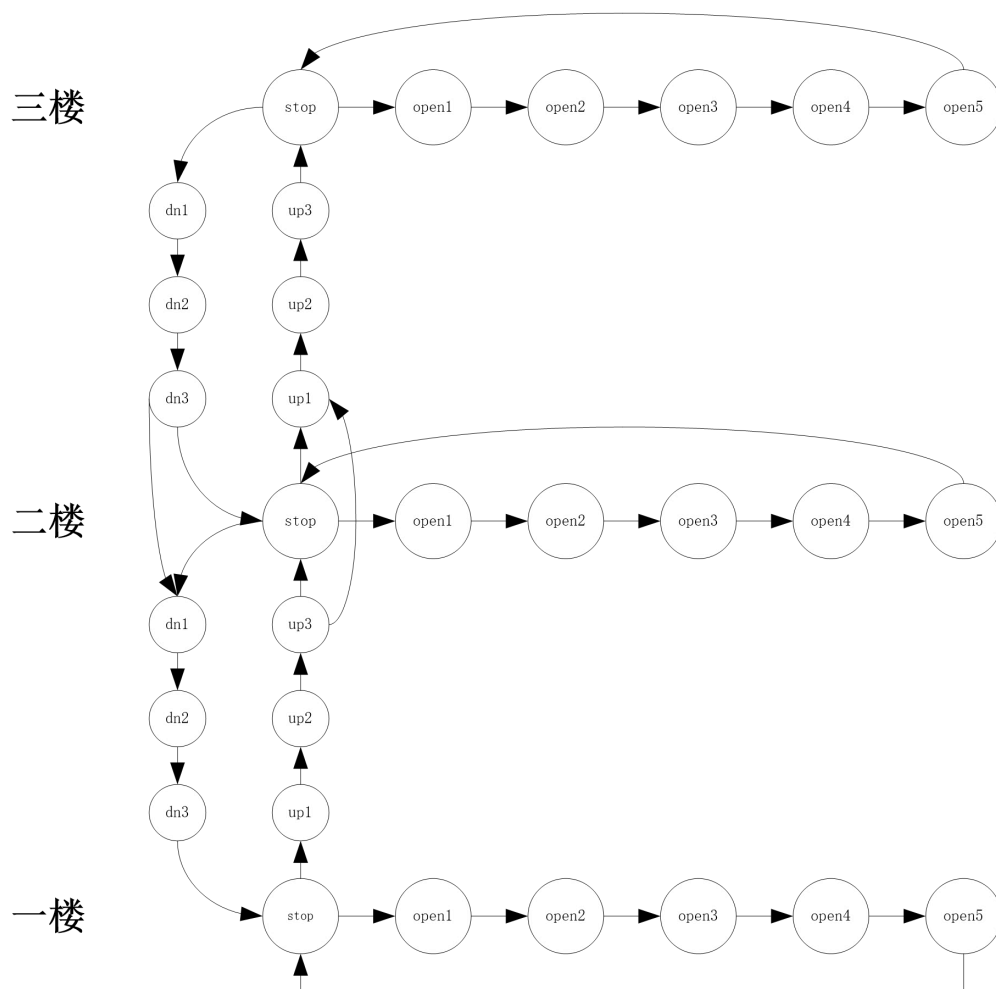 三楼 stop open1 open2 open3 open4 open5
dn1 up3
dn2 up2
dn3 up1
二楼 stop open1 open2 open3 open4 open5
dn1 up3
dn2 up2
dn3 up1
一楼 stop open1 open2 open3 open4 open5